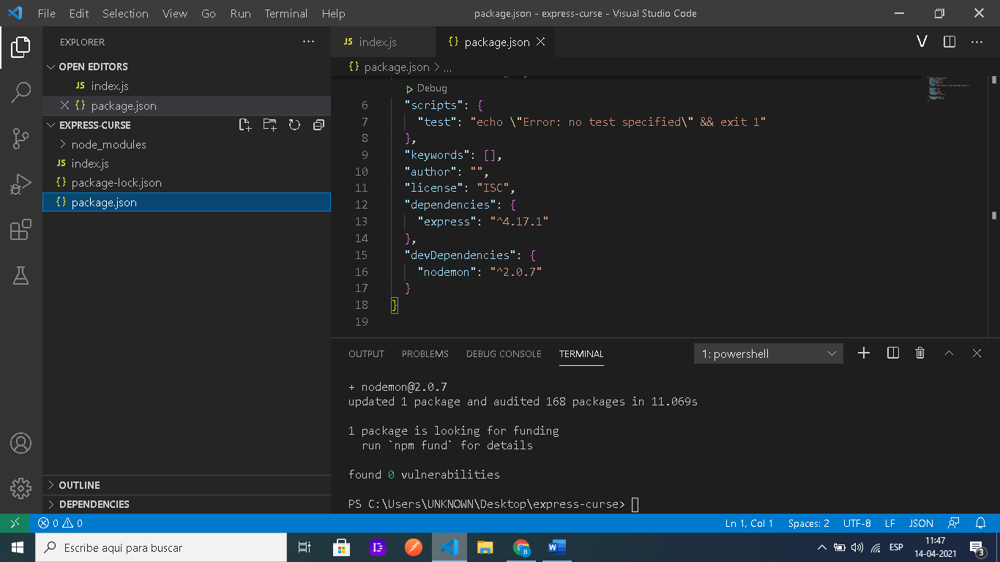 File Edit Selection View Go Run Terminal Help
package.json - express-curse - Visual Studio Code
EXPLORER
OPEN EDITORS
JS index.js
{} package.json
EXPRESS-CURSE
node_modules
JS index.js
{} package-lock.json
{} package.json
OUTLINE
DEPENDENCIES
JS index.js
{} package.json
{} package.json > ...
Debug
6 "scripts": {
7 "test": "echo \"Error: no test specified\" && exit 1"
8 },
9 "keywords": [],
10 "author": "",
11 "license": "ISC",
12 "dependencies": {
13 "express": "^4.17.1"
14 },
15 "devDependencies": {
16 "nodemon": "^2.0.7"
17 }
18 }
19
OUTPUT PROBLEMS DEBUG CONSOLE TERMINAL
1: powershell
+ nodemon@2.0.7
updated 1 package and audited 168 packages in 11.069s
1 package is looking for funding
run `npm fund` for details
found 0 vulnerabilities
PS C:\Users\UNKNOWN\Desktop\express-curse>
0 0
Ln 1, Col 1 Spaces: 2 UTF-8 LF JSON
Escribe aquí para buscar
ESP
11:47
14-04-2021
3